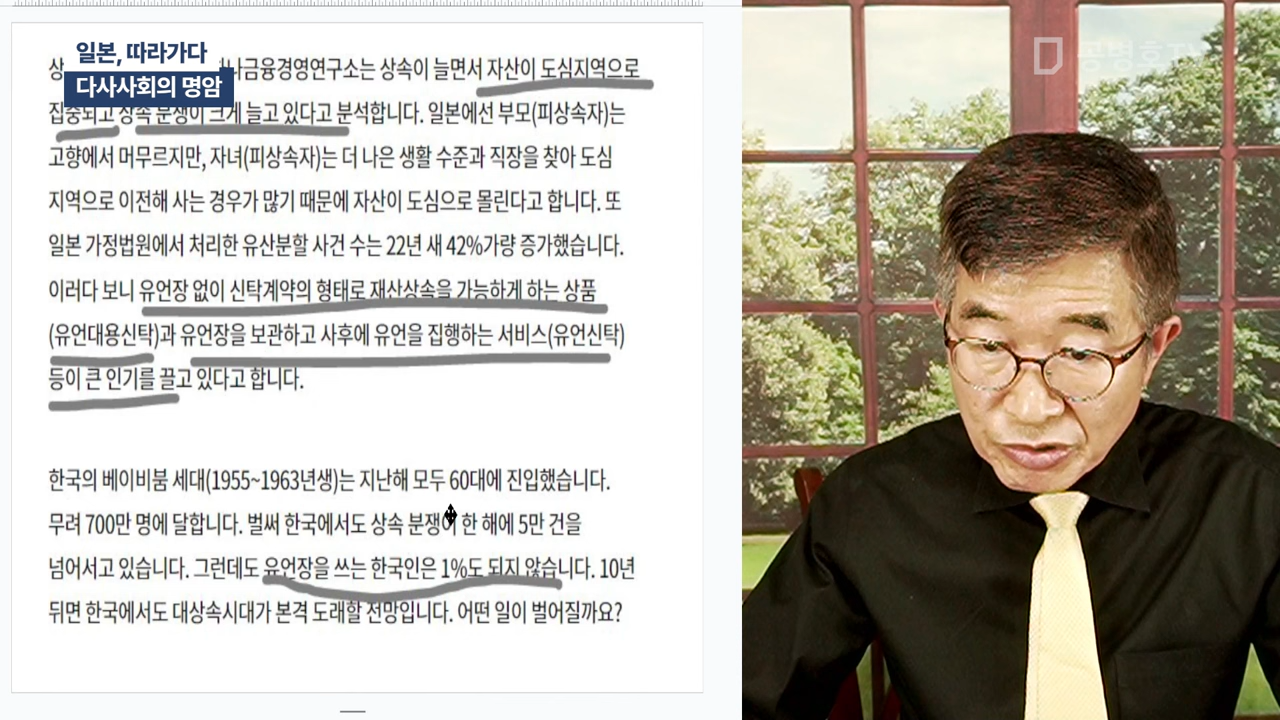 일본, 따라가다
다사사회의 명암
상 나금융경영연구소는 상속이 늘면서 자산이 도심지역으로
집중되고 상속 분쟁이 크게 늘고 있다고 분석합니다. 일본에선 부모(피상속자)는
고향에서 머무르지만, 자녀(피상속자)는 더 나은 생활 수준과 직장을 찾아 도심
지역으로 이전해 사는 경우가 많기 때문에 자산이 도심으로 몰린다고 합니다. 또
일본 가정법원에서 처리한 유산분할 사건 수는 22년 새 42%가량 증가했습니다.
이러다 보니 유언장 없이 신탁계약의 형태로 재산상속을 가능하게 하는 상품
(유언대용신탁)과 유언장을 보관하고 사후에 유언을 집행하는 서비스(유언신탁)
등이 큰 인기를 끌고 있다고 합니다.
한국의 베이비붐 세대(1955~1963년생)는 지난해 모두 60대에 진입했습니다.
무려 700만 명에 달합니다. 벌써 한국에서도 상속 분쟁이 한 해에 5만 건을
넘어서고 있습니다. 그런데도 유언장을 쓰는 한국인은 1%도 되지 않습니다. 10년
뒤면 한국에서도 대상속시대가 본격 도래할 전망입니다. 어떤 일이 벌어질까요?
공병호TV